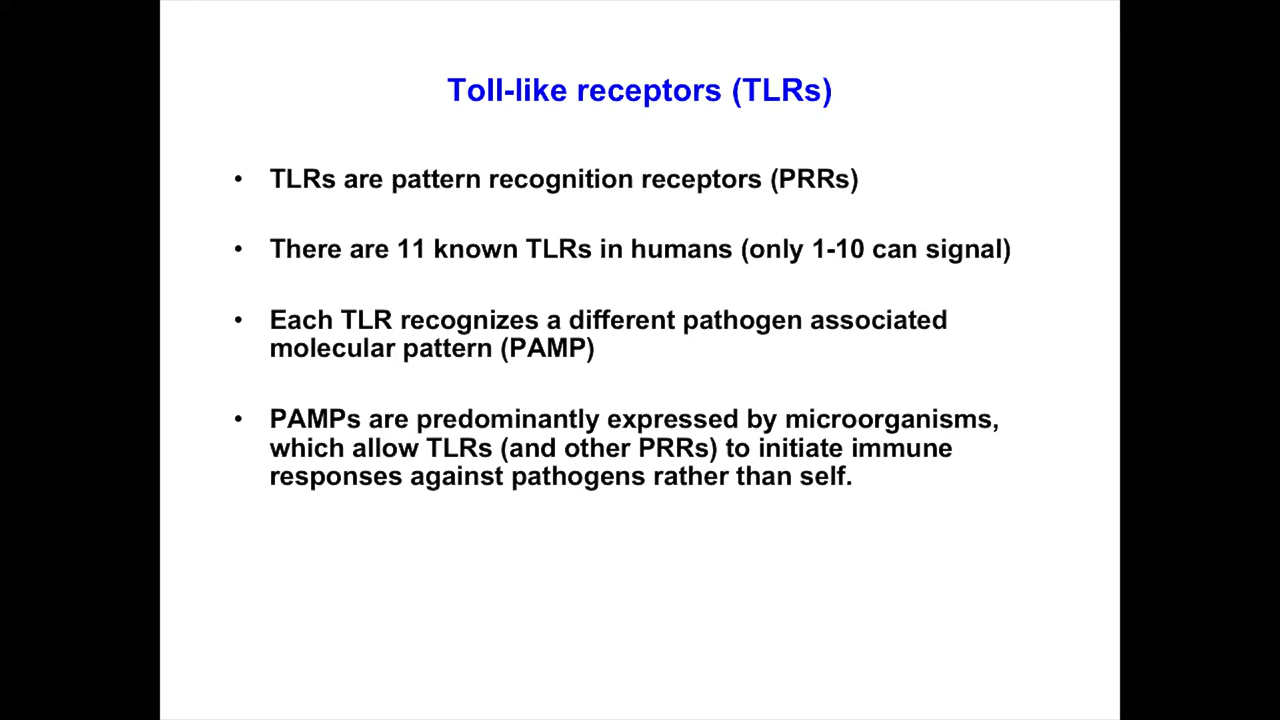 Toll-like receptors (TLRs)
• TLRs are pattern recognition receptors (PRRs)
• There are 11 known TLRs in humans (only 1-10 can signal)
• Each TLR recognizes a different pathogen associated
molecular pattern (PAMP)
• PAMPs are predominantly expressed by microorganisms,
which allow TLRs (and other PRRs) to initiate immune
responses against pathogens rather than self.